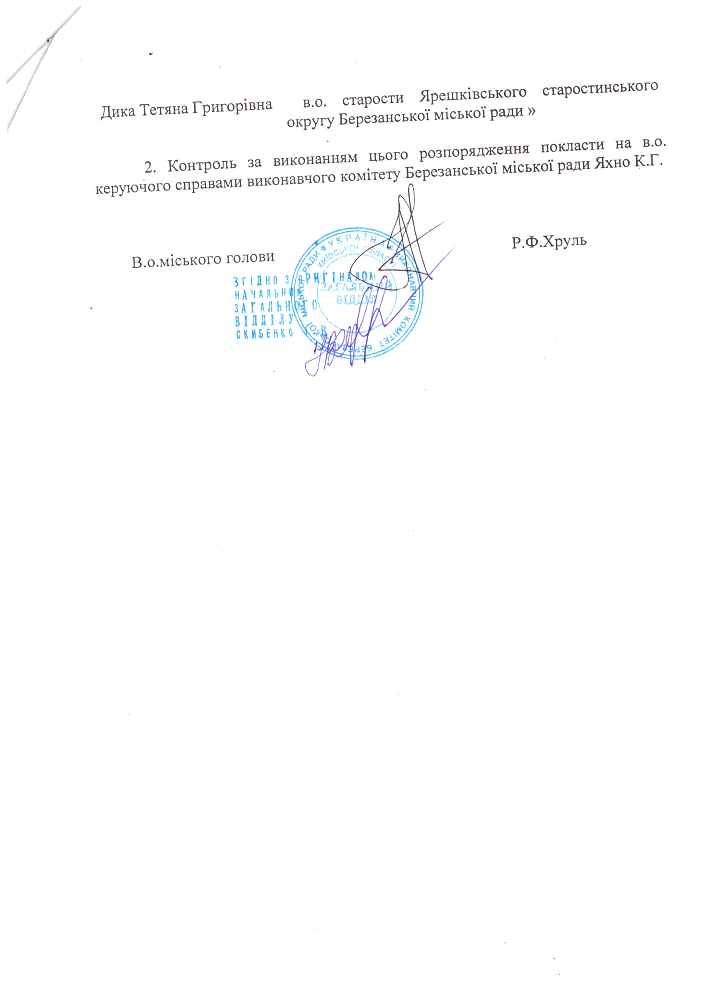 Дика Тетяна Григорівна в.о. старости Ярешківського старостинського
округу Березанської міської ради »
2. Контроль за виконанням цього розпорядження покласти на в.о.
керуючого справами виконавчого комітету Березанської міської ради Яхно К.Г.
В.о.міського голови Р.Ф.Хруль
ЗГІДНО З ОРИГІНАЛОМ
НАЧАЛЬНИК
ЗАГАЛЬНОГО
ВІДДІЛУ
СКИБЕНКО В
* УКРАЇНА * ВИКОНАВЧИЙ КОМІТЕТ БЕРЕЗАНСЬКОЇ МІСЬКОЇ РАДИ
КИЇВСЬКОЇ ОБЛАСТІ
ЗАГАЛЬНИЙ
ВІДДІЛ